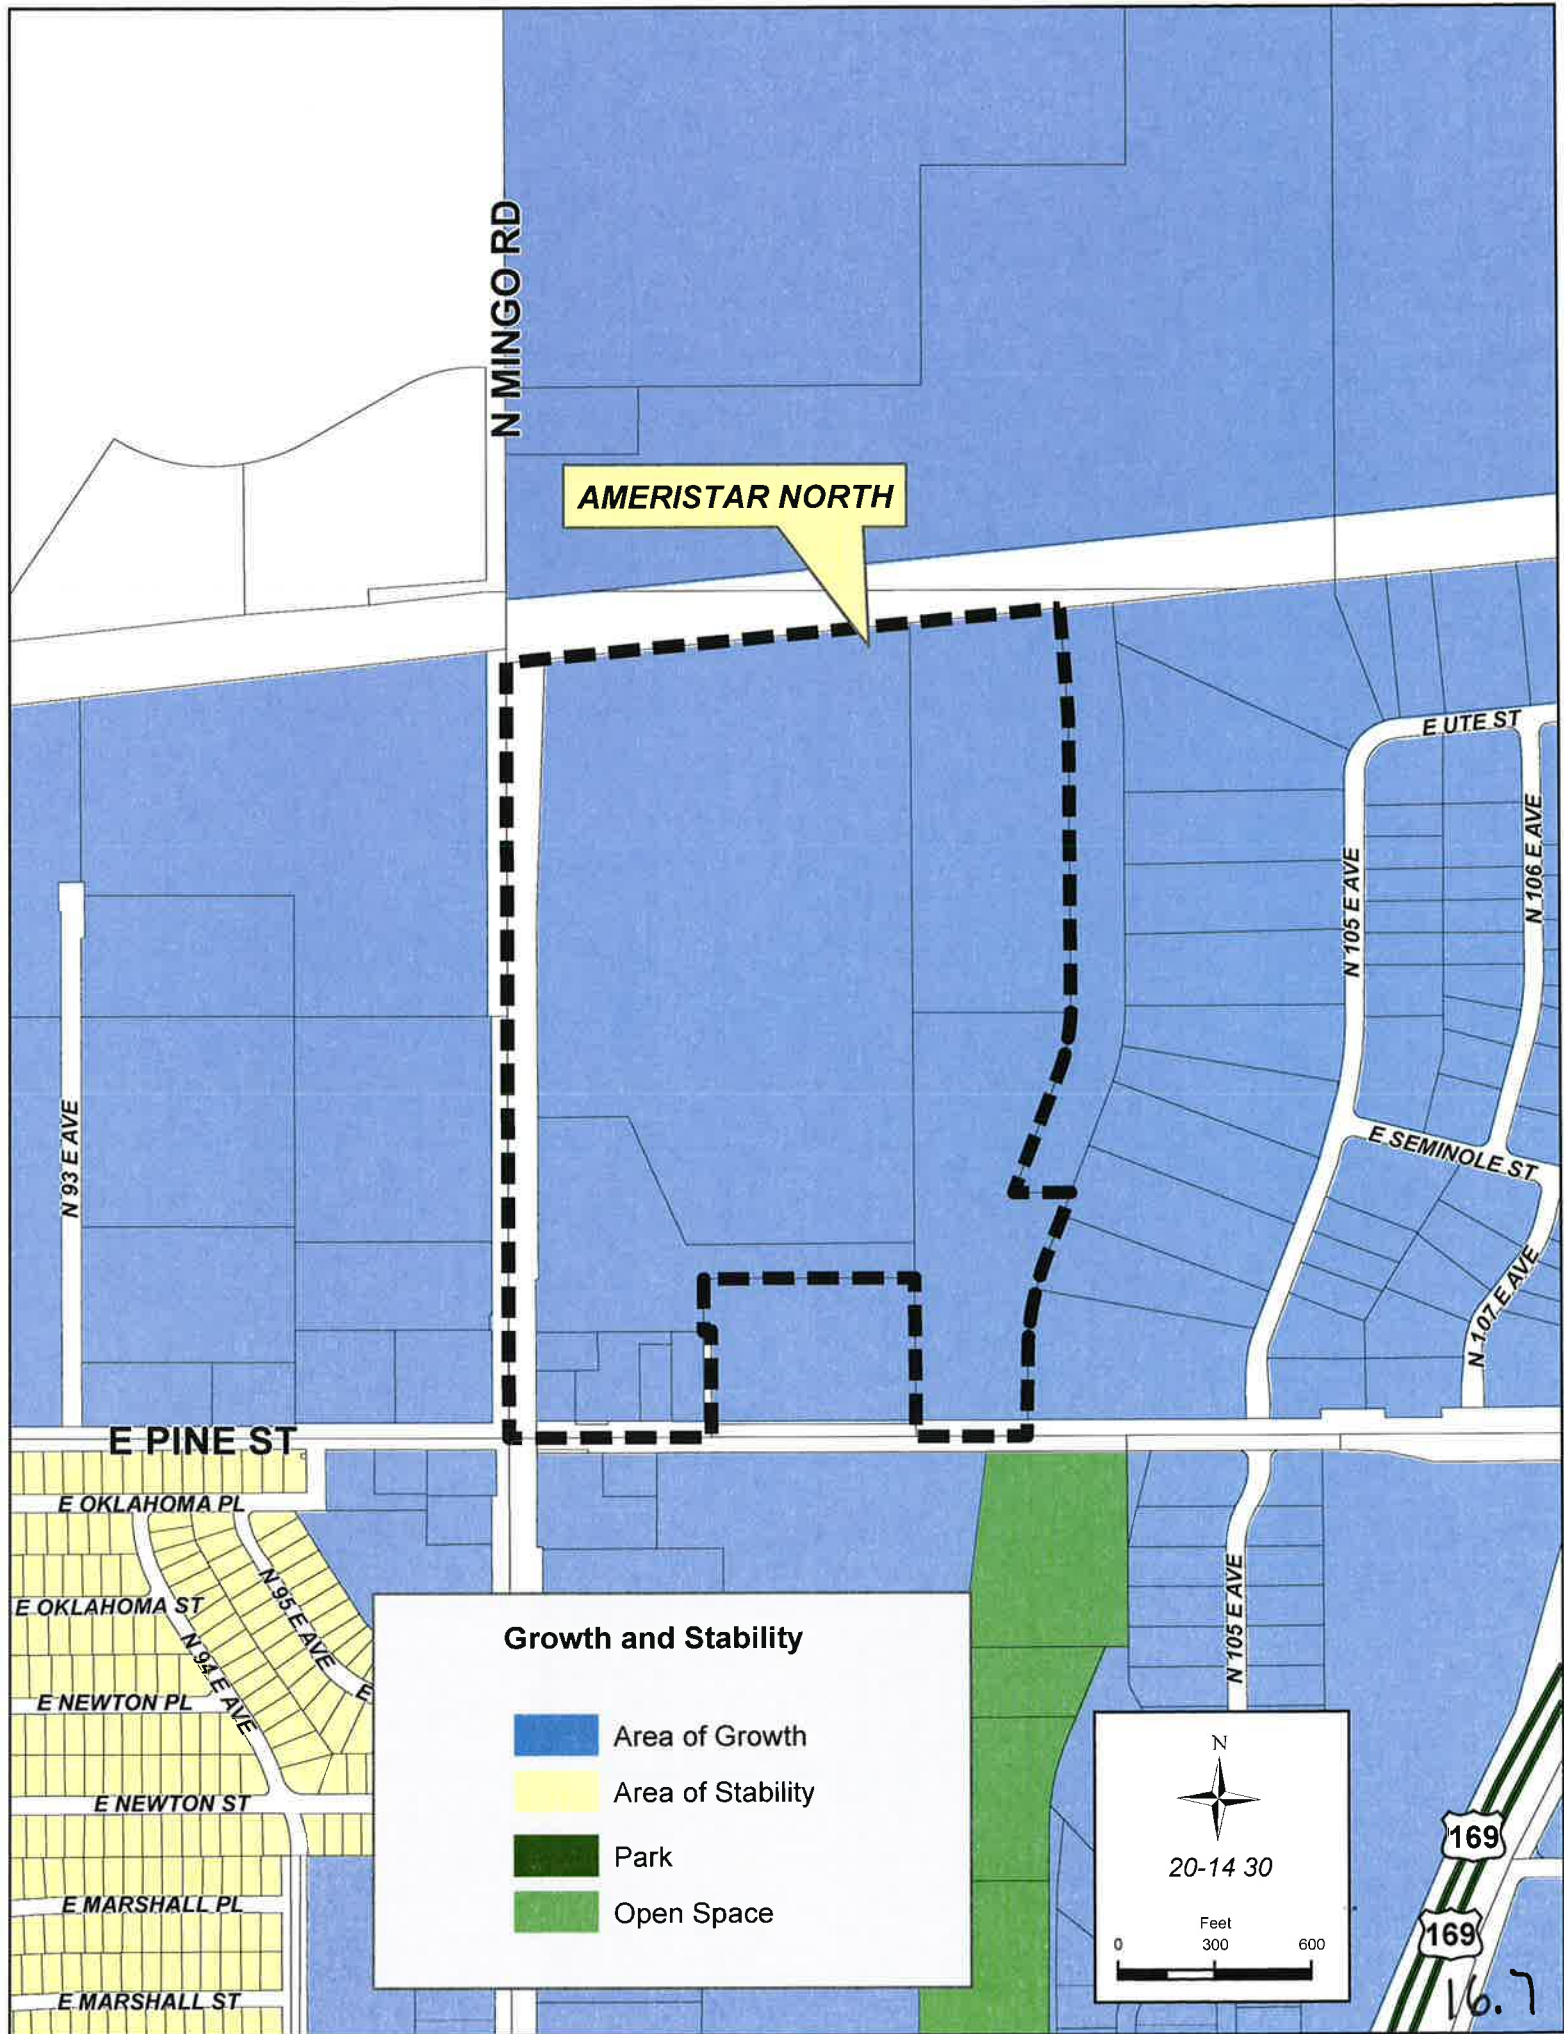 N MINGO RD
AMERISTAR NORTH
E UTE ST
N 106 E AVE
N 105 E AVE
N 93 E AVE
E SEMINOLE ST
N 107 E AVE
E PINE ST
E OKLAHOMA PL
N 95 E AVE
E OKLAHOMA ST
N 94 E AVE
E
E NEWTON PL
E NEWTON ST
E MARSHALL PL
E MARSHALL ST
N 105 E AVE
Growth and Stability
Area of Growth
Area of Stability
Park
Open Space
N
20-14 30
Feet
0 300 600
169
169
16.7